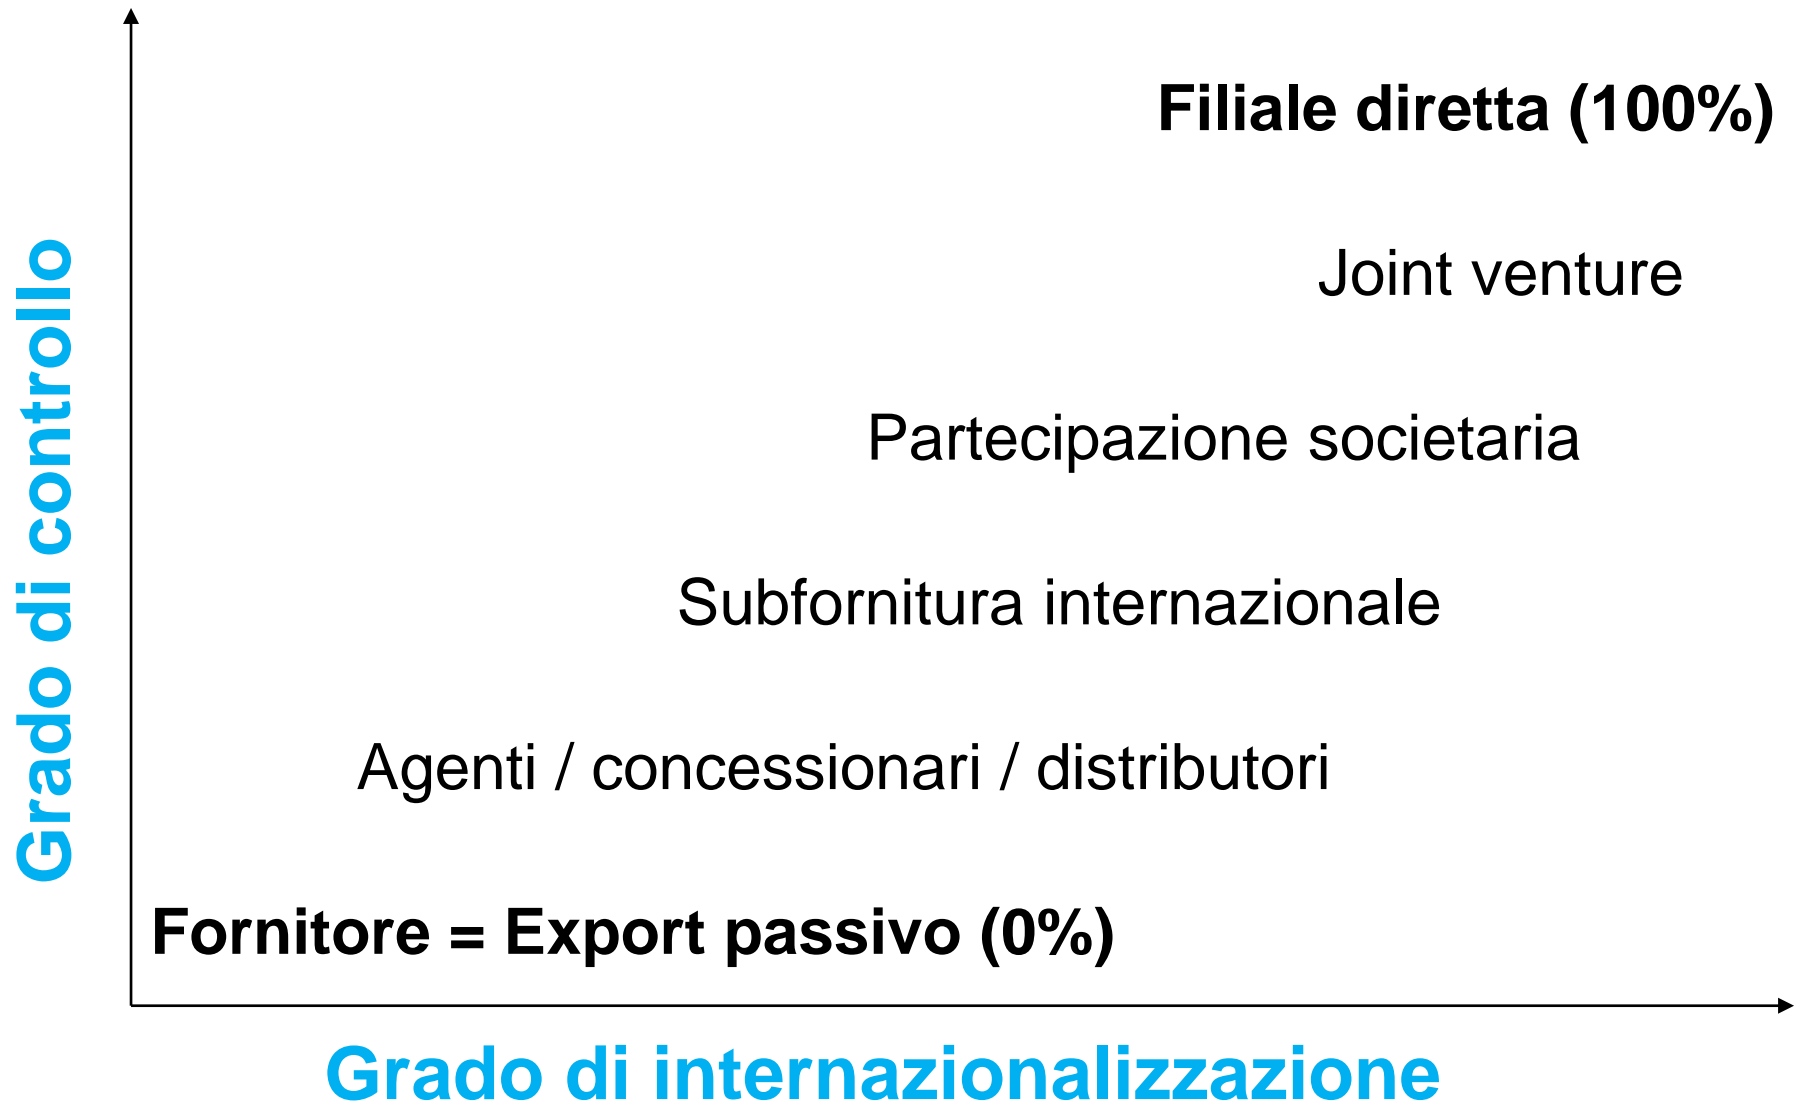 Grado di controllo
Filiale diretta (100%)
Joint venture
Partecipazione societaria
Subfornitura internazionale
Agenti / concessionari / distributori
Fornitore = Export passivo (0%)
Grado di internazionalizzazione